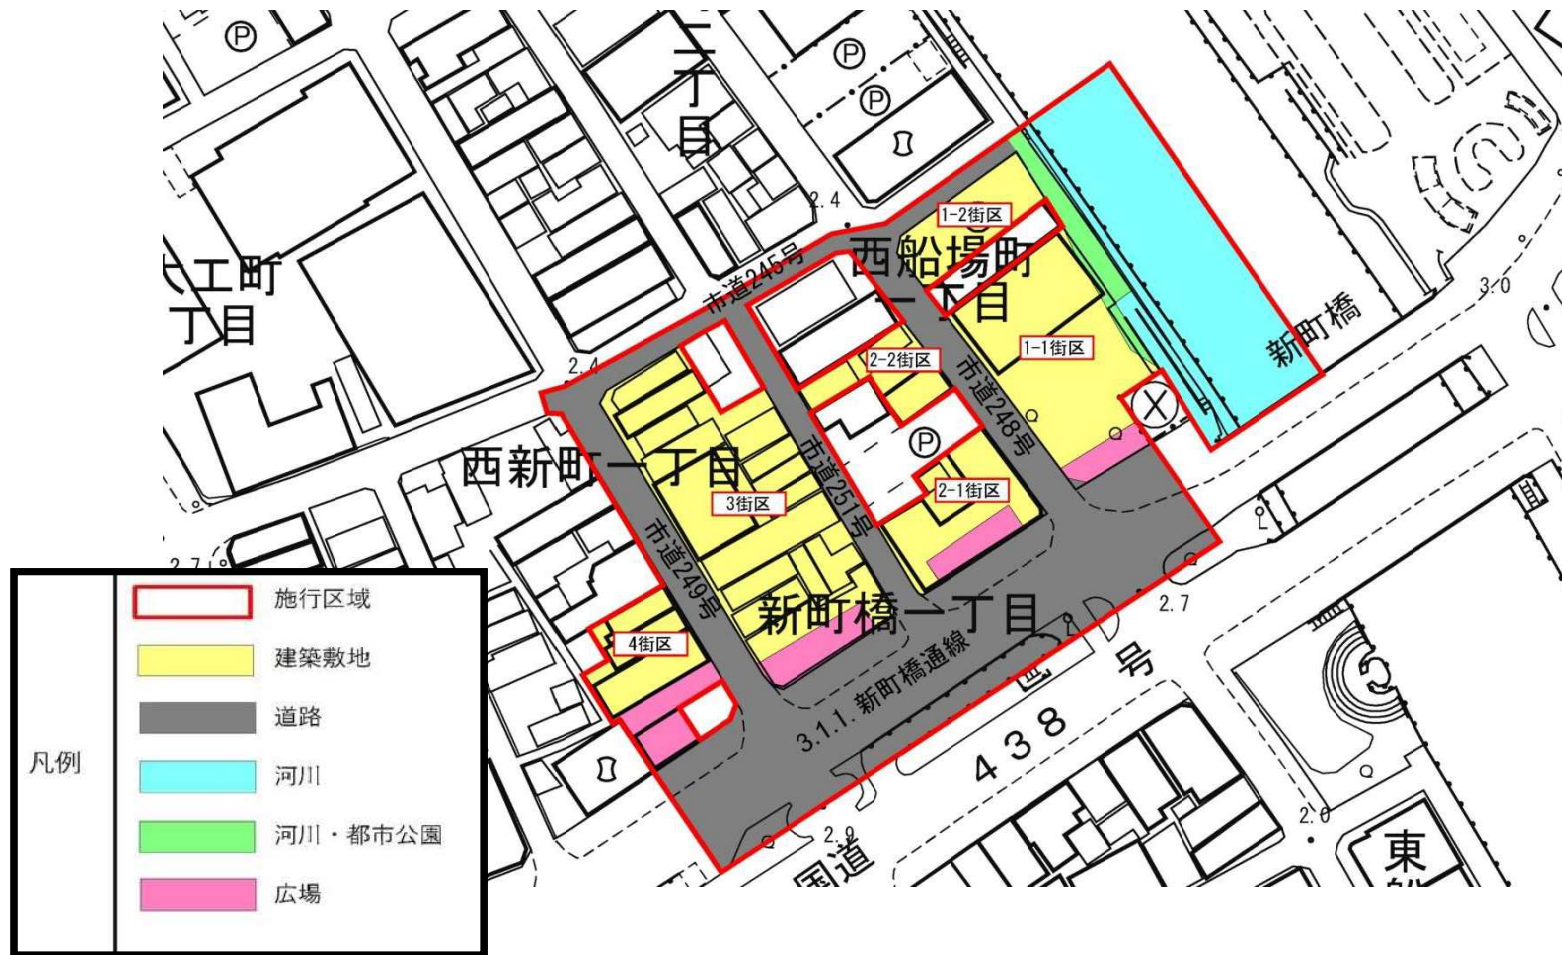 二丁目
2.4
1-2街区
西船場町
一丁目
市道245号
大工町
丁目
3.0
新町橋
1-1街区
2-2街区
市道248号
2.4
P
P
P
P
西新町一丁目
市道251号
2-1街区
3街区
市道249号
2.7
新町橋一丁目
2.7
4街区
3.1.1.新町橋通線
号
438
国道
2.9
2.0
東
船
凡例
施行区域
建築敷地
道路
河川
河川・都市公園
広場